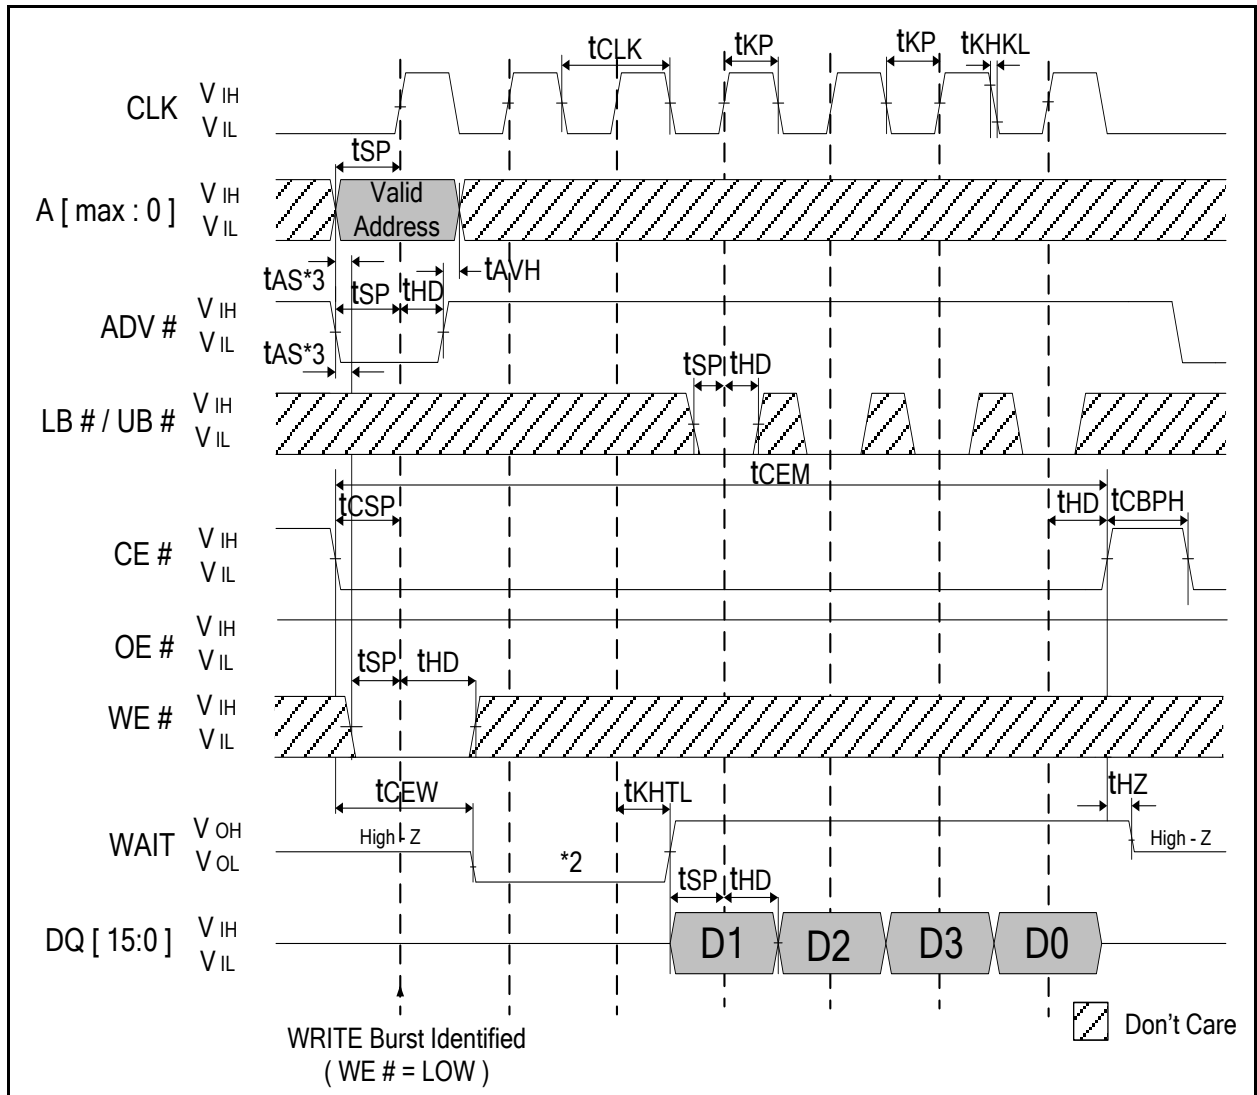 tCLK tKP tKP tKHKL
CLK V IH
V IL
tSP
A [ max : 0 ] V IH
V IL
Valid
Address
tAS*3 tSP tHD tAVH
ADV # V IH
V IL
tAS*3
tSP tHD
LB # / UB # V IH
V IL
tCEM
tCSP tHD tCBPH
CE # V IH
V IL
OE # V IH
V IL
tSP tHD
WE # V IH
V IL
tCEW tKHTL tHZ
WAIT V OH
V OL
High - Z *2 High - Z
tSP tHD
DQ [ 15:0 ] V IH
V IL
D1 D2 D3 D0
WRITE Burst Identified
( WE # = LOW )
Don't Care